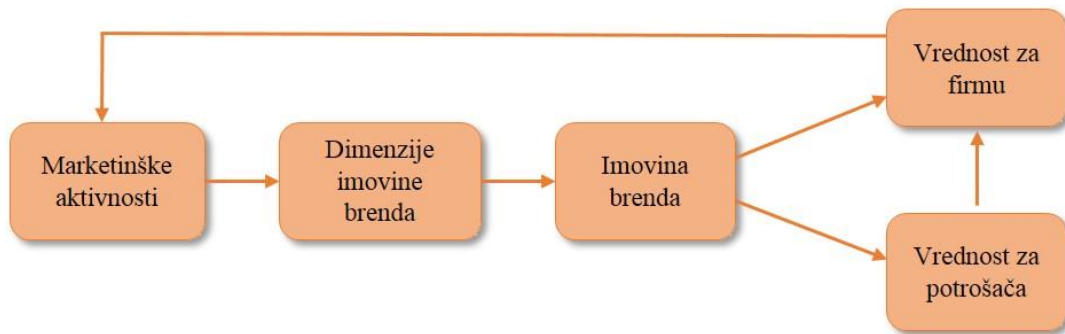 Marketinške
aktivnosti
Dimenzije
imovine
brenda
Imovina
brenda
Vrednost za
firmu
Vrednost za
potrošača